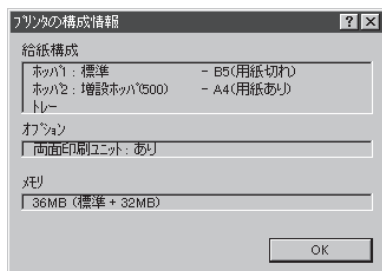 プリンタの構成情報
給紙構成
ホッパ1 : 標準 - B5(用紙切れ)
ホッパ2 : 増設ホッパ(500) - A4(用紙あり)
トレー
オプション
両面印刷ユニット : あり
メモリ
36MB (標準 + 32MB)
OK